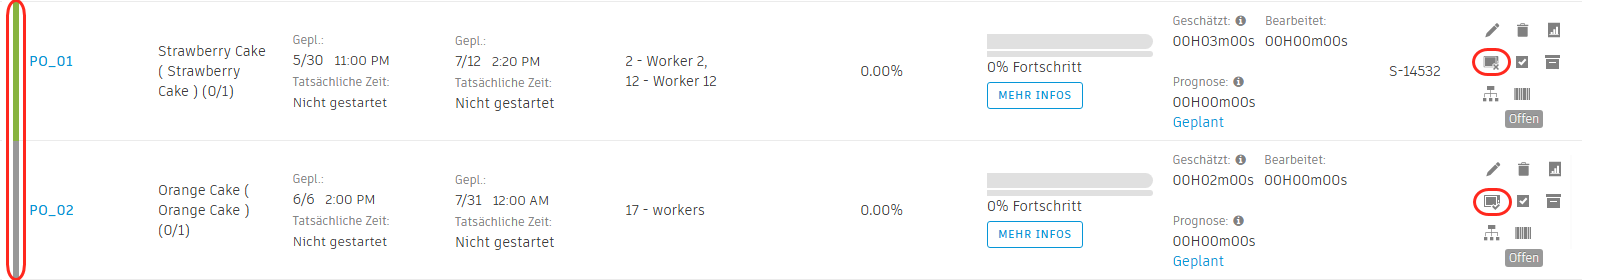 PO_01
Strawberry Cake
( Strawberry
Cake ) (0/1)
Gepl.:
5/30 11:00 PM
Tatsächliche Zeit:
Nicht gestartet
Gepl.:
7/12 2:20 PM
Tatsächliche Zeit:
Nicht gestartet
2 - Worker 2,
12 - Worker 12
0.00%
0% Fortschritt
MEHR INFOS
Geschätzt:
00H03m00s
Bearbeitet:
00H00m00s
Prognose:
00H00m00s
Geplant
S-14532
Offen
PO_02
Orange Cake (
Orange Cake )
(0/1)
Gepl.:
6/6 2:00 PM
Tatsächliche Zeit:
Nicht gestartet
Gepl.:
7/31 12:00 AM
Tatsächliche Zeit:
Nicht gestartet
17 - workers
0.00%
0% Fortschritt
MEHR INFOS
Geschätzt:
00H02m00s
Bearbeitet:
00H00m00s
Prognose:
00H00m00s
Geplant
Offen